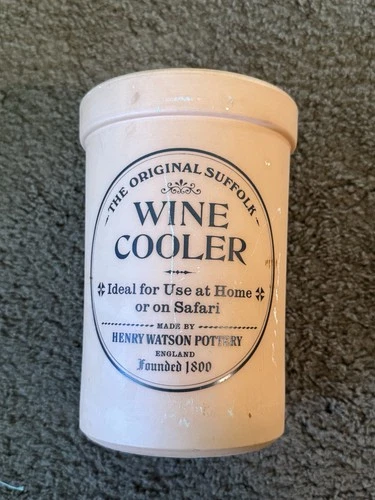 THE ORIGINAL SUFFOLK
WINE
COOLER
Ideal for Use at Home
or on Safari
MADE BY
HENRY WATSON POTTERY
ENGLAND
Founded 1800